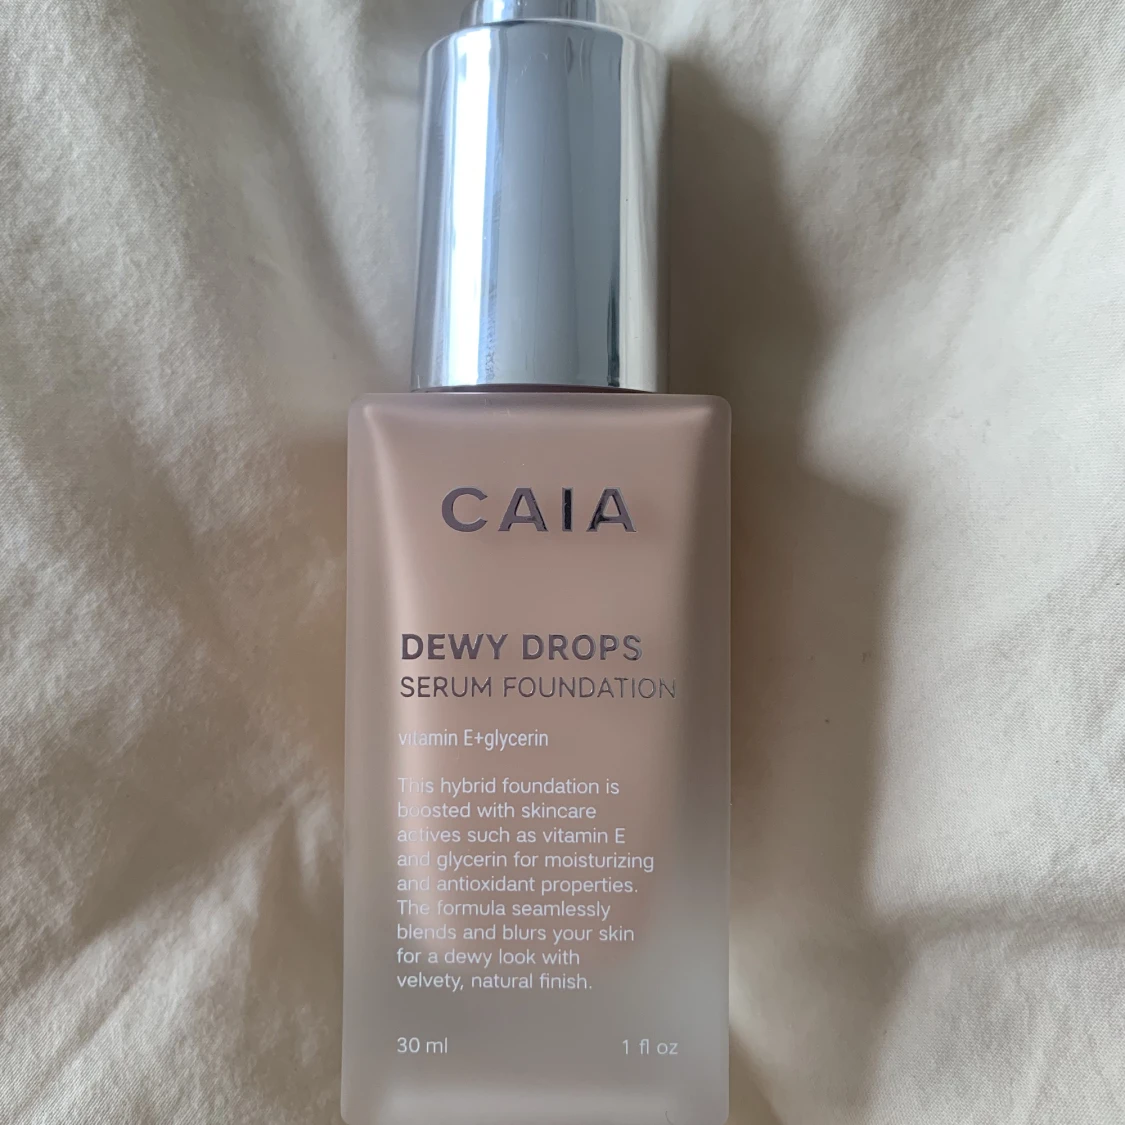 CAIA
DEWY DROPS
SERUM FOUNDATION
vitamin E+glycerin
This hybrid foundation is
boosted with skincare
actives such as vitamin E
and glycerin for moisturizing
and antioxidant properties.
The formula seamlessly
blends and blurs your skin
for a dewy look with
velvety, natural finish.
30 ml 1 fl oz